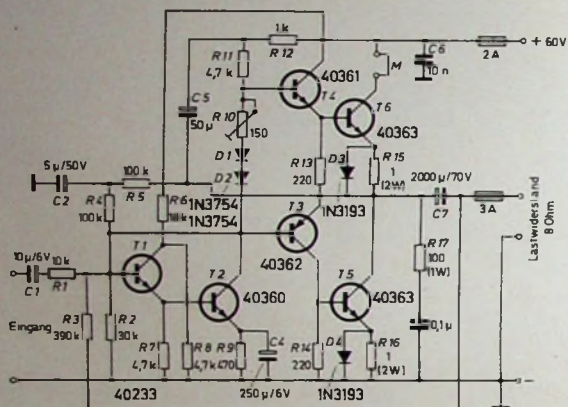 1k
R12
C6
10n
2A
+ 60V
R11
4,7k
40361
M
T4
T6
C5
50µ
R10
150
40363
5µ/50V
100k
D1
D2
R13
220
D3
R15
1
(2W)
2000µ/70V
C2
R5
R6
18k
1N3754
1N3754
1N3193
C7
3A
R4
100k
T3
10µ/6V
10k
T1
40362
R17
100
(1W)
Lastwiderstand
8 Ohm
C1
R1
T2
40360
T5
40363
Eingang
R3
390k
R2
30k
0,1µ
R7
4,7k
R8
4,7k
R9
470
C4
R14
220
D4
R16
1
(2W)
40233
250µ/6V
1N3193